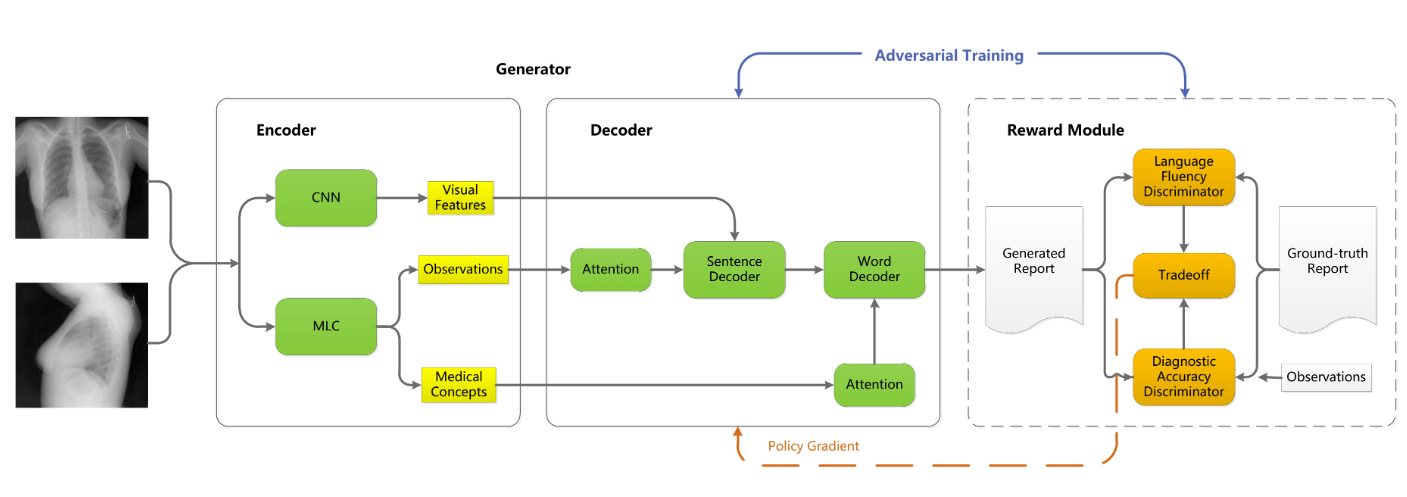 Adversarial Training
Generator
Encoder
Decoder
Reward Module
CNN
Visual
Features
Observations
MLC
Medical
Concepts
Attention
Sentence
Decoder
Word
Decoder
Attention
Generated
Report
Language
Fluency
Discriminator
Tradeoff
Diagnostic
Accuracy
Discriminator
Ground-truth
Report
Observations
Policy Gradient